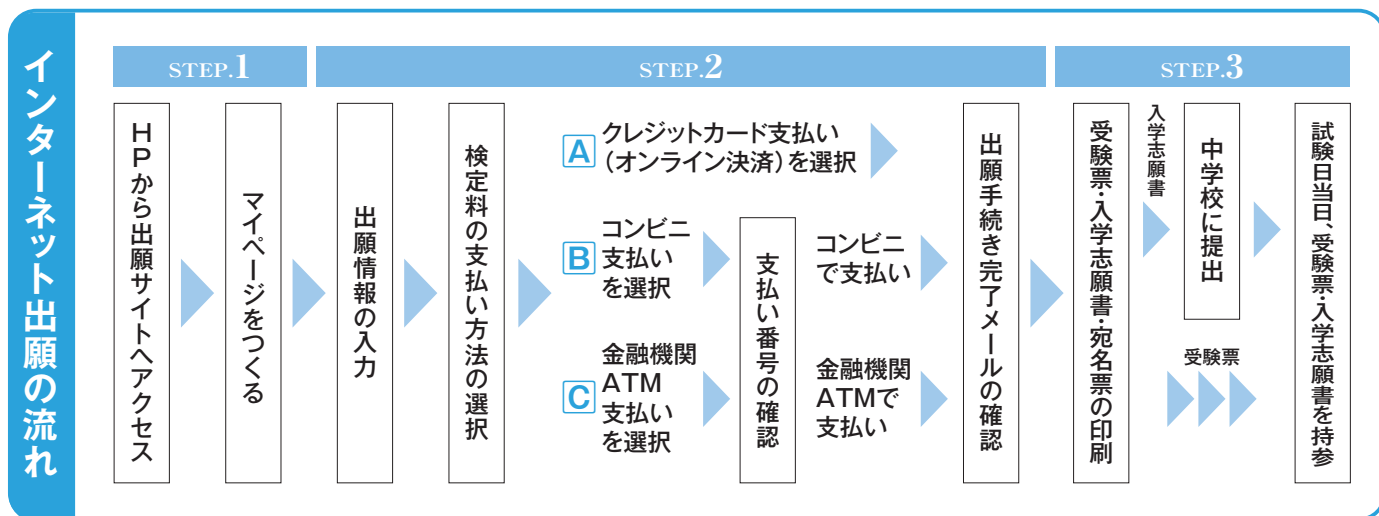 インターネット出願の流れ
STEP.1
HPから出願サイトへアクセス
マイページをつくる
STEP.2
出願情報の入力
検定料の支払い方法の選択
A
クレジットカード支払い
(オンライン決済)を選択
B
コンビニ
支払い
を選択
C
金融機関
ATM
支払い
を選択
支払い番号の確認
コンビニ
で支払い
金融機関
ATMで
支払い
出願手続き完了メールの確認
STEP.3
受験票・入学志願書・宛名票の印刷
入学志願書
中学校に提出
受験票
試験日当日、受験票・入学志願書を持参